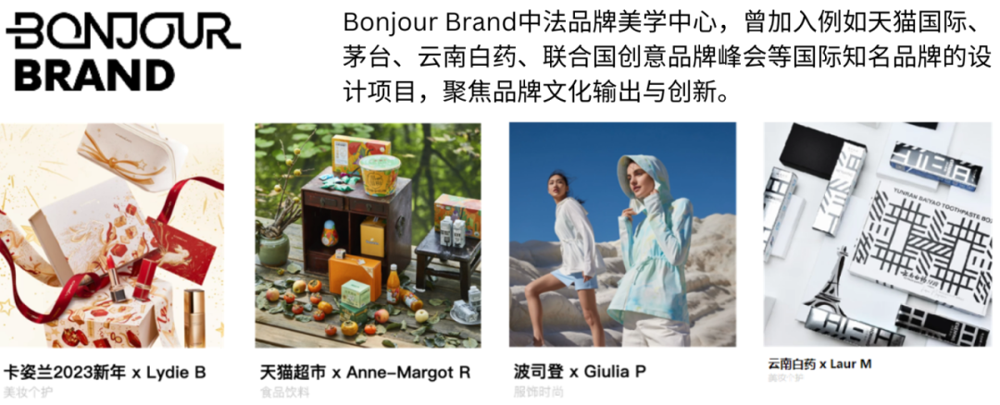 BONJOUR
BRAND
Bonjour Brand中法品牌美学中心，曾加入例如天猫国际、
茅台、云南白药、联合国创意品牌峰会等国际知名品牌的设
计项目，聚焦品牌文化输出与创新。
YUNNAN BAIYAO TOOTHPASTE BOX
云南白药
卡姿兰2023新年 x Lydie B
美妆个护
天猫超市 x Anne-Margot R
食品饮料
波司登 x Giulia P
服饰时尚
云南白药 x Laur M
美妆个护